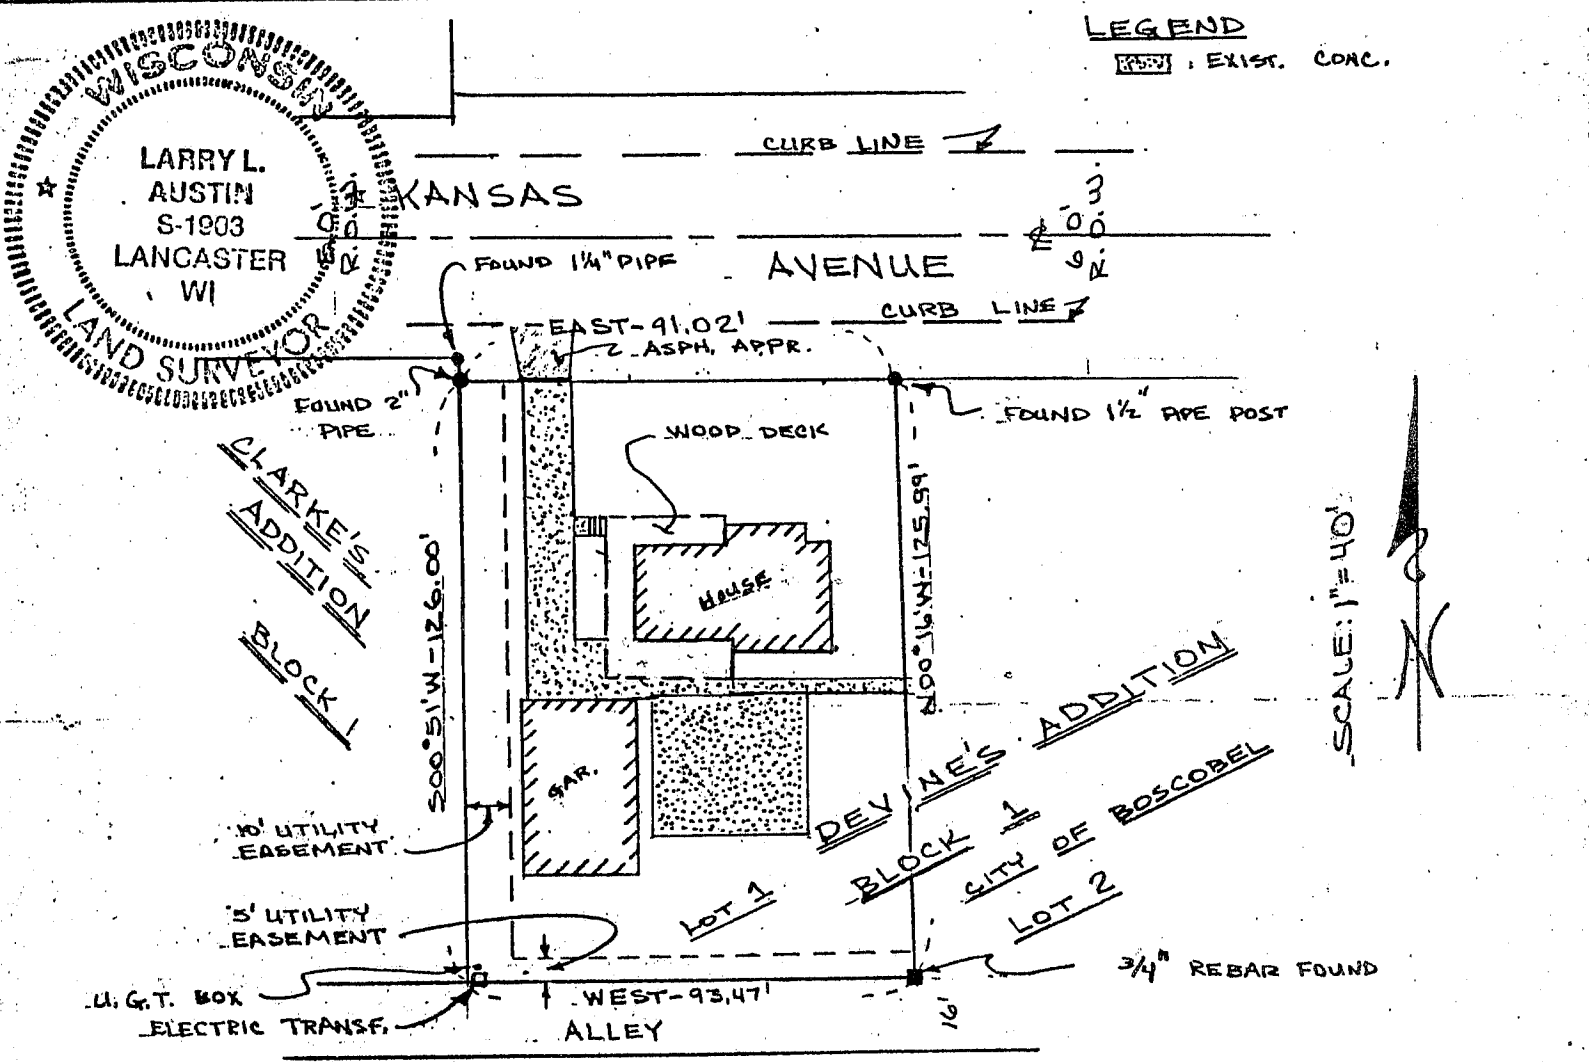 LEGEND
: EXIST. CONC.
WISCONSIN
LARRY L.
AUSTIN
S-1903
LANCASTER
WI
LAND SURVEYOR
CURB LINE
KANSAS
AVENUE
60'
R.O.W.
60'
R.O.W.
FOUND 1¼" PIPE
CURB LINE
EAST-91.02'
ASPH. APPR.
FOUND 2"
PIPE
FOUND 1½" PIPE POST
WOOD DECK
CLARKE'S
ADDITION
BLOCK 1
S00°51'W-126.00'
HOUSE
N00°16'W-125.99'
SCALE: 1"=40'
N
GAR.
10' UTILITY
EASEMENT
DEVINE'S ADDITION
BLOCK 1
CITY OF BOSCOBEL
LOT 1
LOT 2
5' UTILITY
EASEMENT
3/4" REBAR FOUND
U.G.T. BOX
ELECTRIC TRANSF.
WEST-93.47'
ALLEY
16'